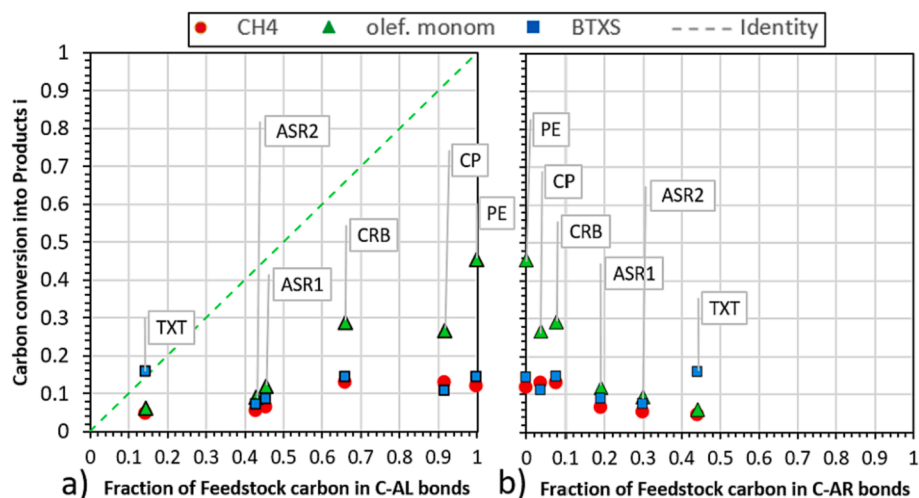 CH4 olef. monom BTXS Identity
Carbon conversion into Products i
1
0.9
0.8
0.7
0.6
0.5
0.4
0.3
0.2
0.1
0
ASR2
CP
PE
CRB
ASR1
TXT
0 0.1 0.2 0.3 0.4 0.5 0.6 0.7 0.8 0.9 1
a) Fraction of Feedstock carbon in C-AL bonds
PE
CP
ASR2
CRB
ASR1
TXT
0 0.1 0.2 0.3 0.4 0.5 0.6 0.7 0.8 0.9 1
b) Fraction of Feedstock carbon in C-AR bonds